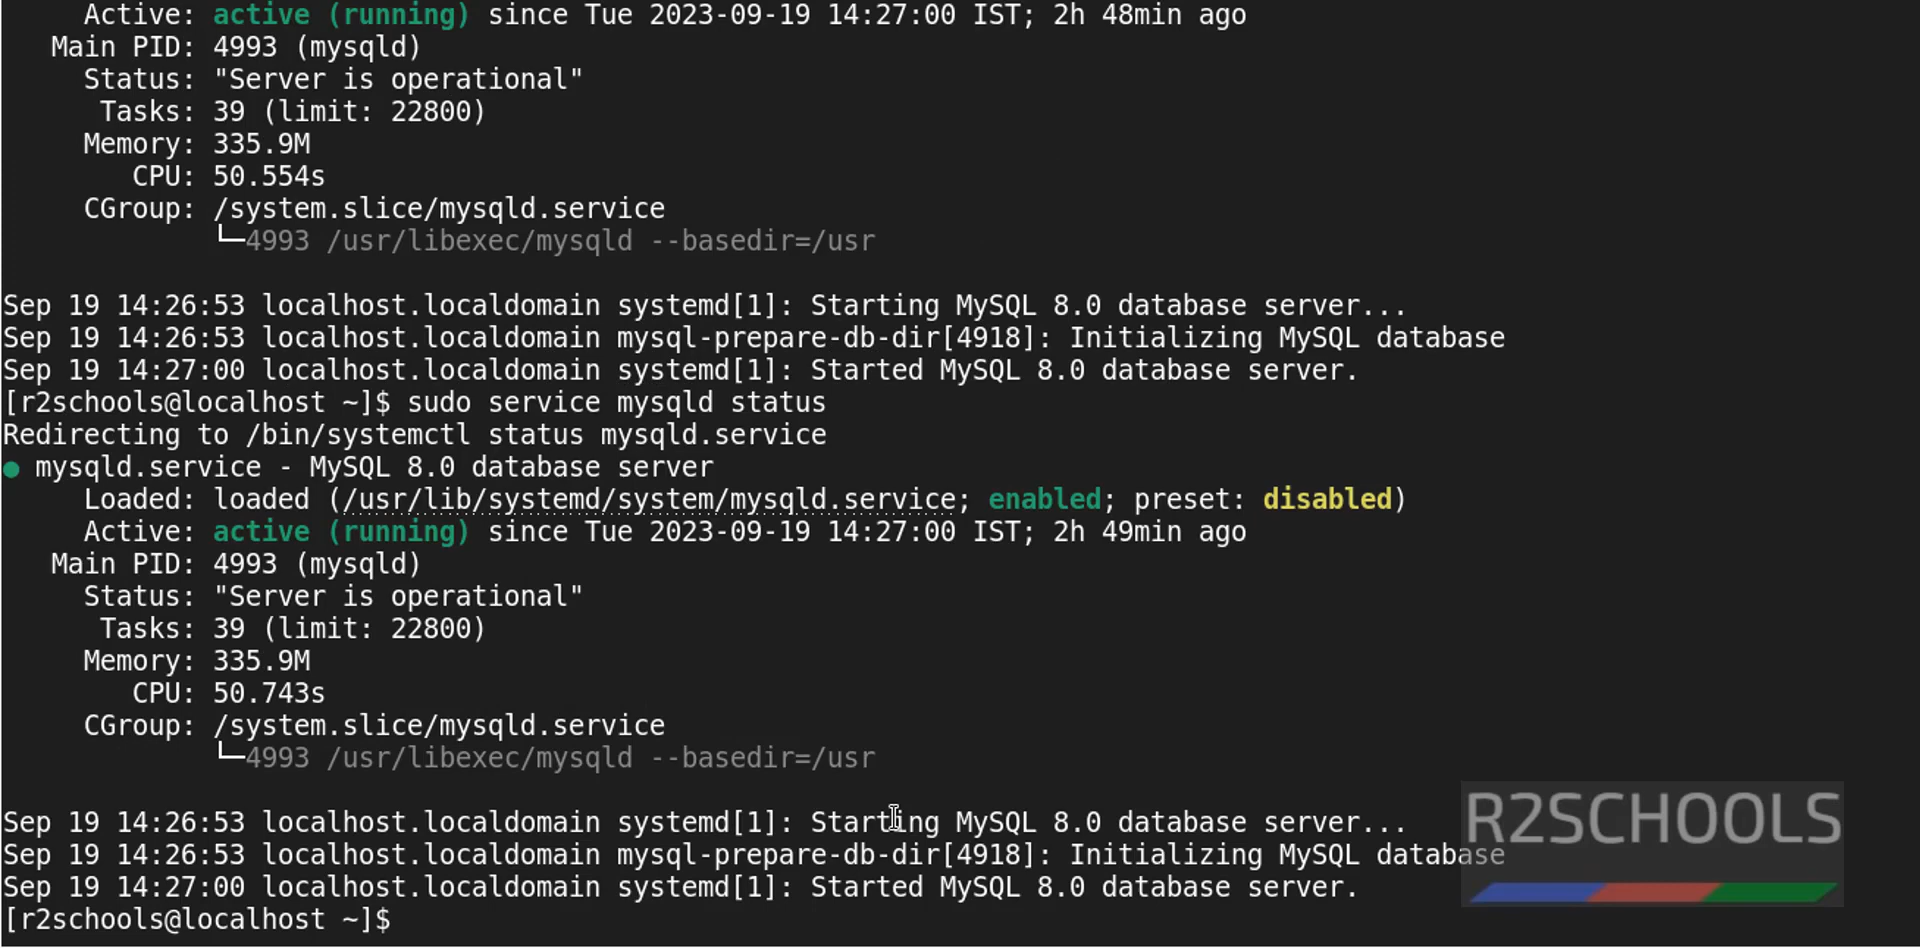 Active: active (running) since Tue 2023-09-19 14:27:00 IST; 2h 48min ago
Main PID: 4993 (mysqld)
Status: "Server is operational"
Tasks: 39 (limit: 22800)
Memory: 335.9M
CPU: 50.554s
CGroup: /system.slice/mysqld.service
└─4993 /usr/libexec/mysqld --basedir=/usr
Sep 19 14:26:53 localhost.localdomain systemd[1]: Starting MySQL 8.0 database server...
Sep 19 14:26:53 localhost.localdomain mysql-prepare-db-dir[4918]: Initializing MySQL database
Sep 19 14:27:00 localhost.localdomain systemd[1]: Started MySQL 8.0 database server.
[r2schools@localhost ~]$ sudo service mysqld status
Redirecting to /bin/systemctl status mysqld.service
● mysqld.service - MySQL 8.0 database server
Loaded: loaded (/usr/lib/systemd/system/mysqld.service; enabled; preset: disabled)
Active: active (running) since Tue 2023-09-19 14:27:00 IST; 2h 49min ago
Main PID: 4993 (mysqld)
Status: "Server is operational"
Tasks: 39 (limit: 22800)
Memory: 335.9M
CPU: 50.743s
CGroup: /system.slice/mysqld.service
└─4993 /usr/libexec/mysqld --basedir=/usr
Sep 19 14:26:53 localhost.localdomain systemd[1]: Starting MySQL 8.0 database server...
Sep 19 14:26:53 localhost.localdomain mysql-prepare-db-dir[4918]: Initializing MySQL database
Sep 19 14:27:00 localhost.localdomain systemd[1]: Started MySQL 8.0 database server.
[r2schools@localhost ~]$
R2SCHOOLS